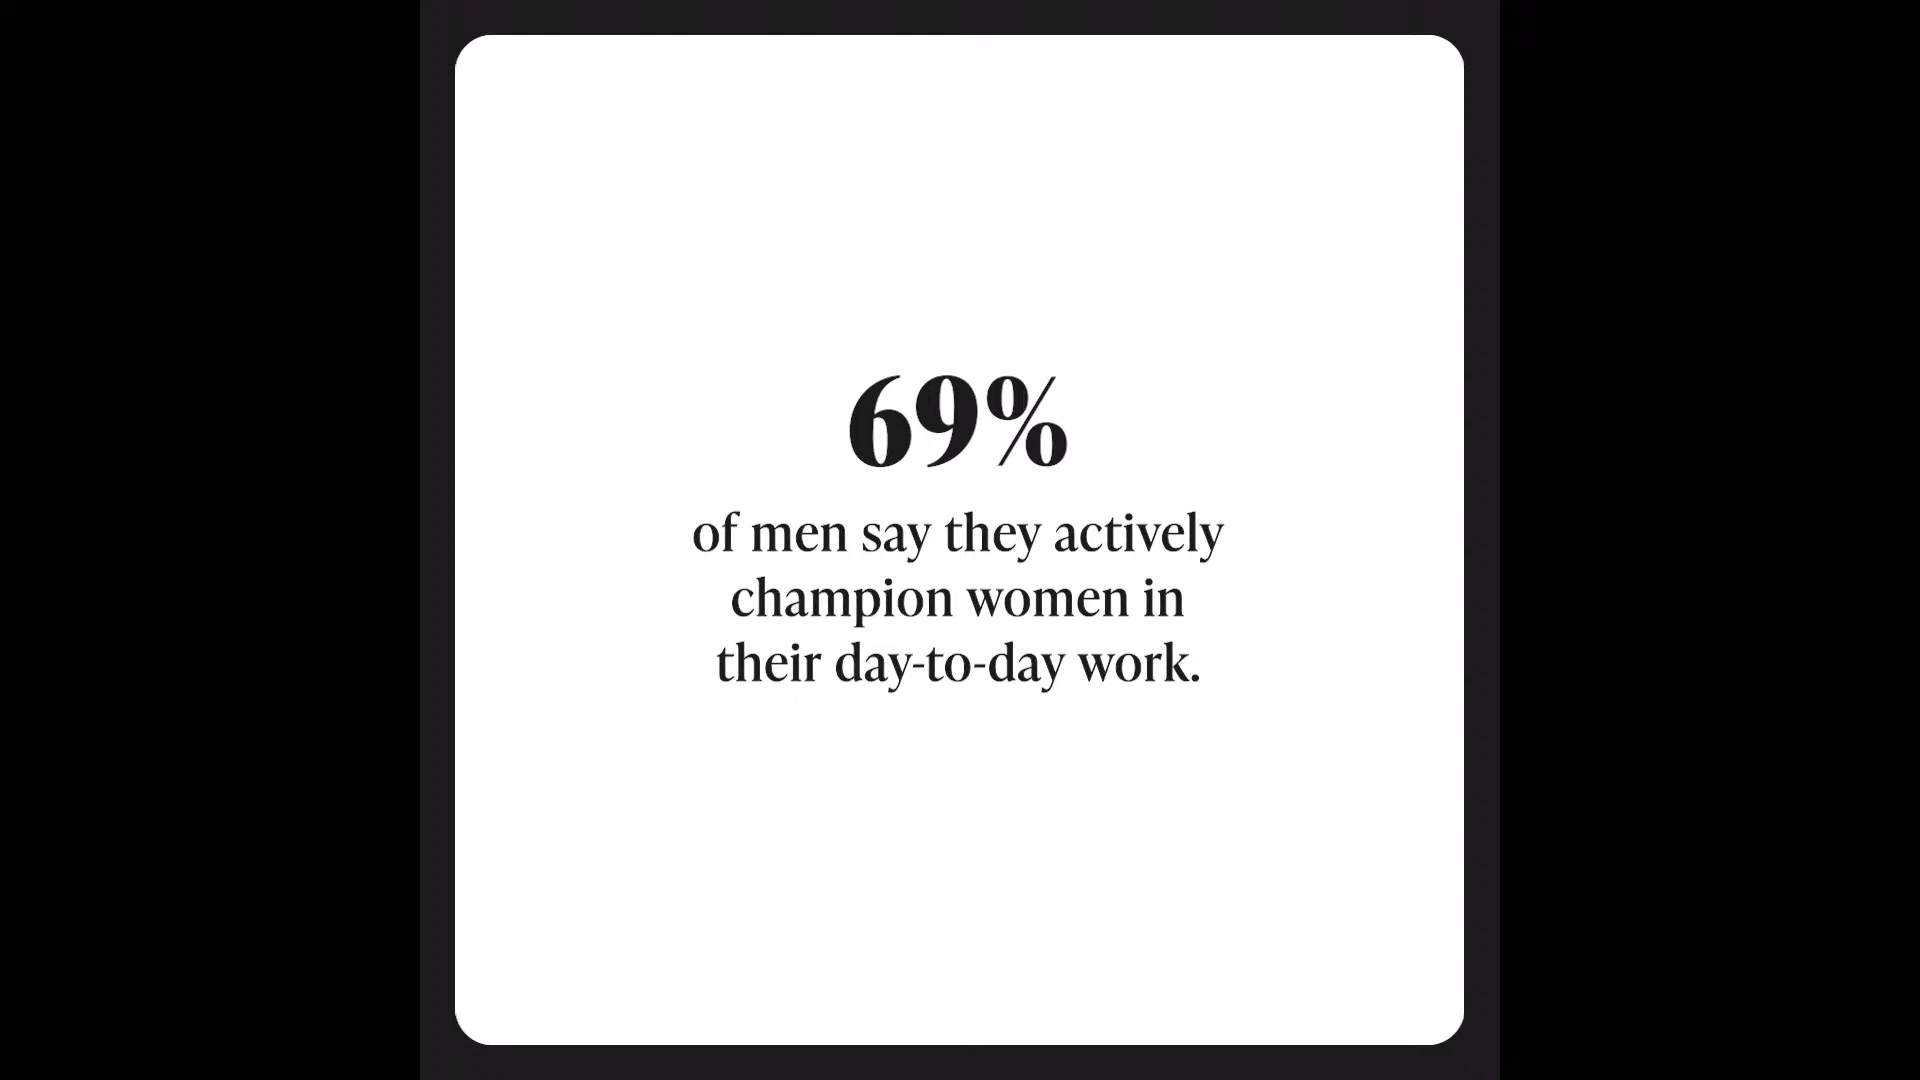 69%
of men say they actively
champion women in
their day-to-day work.